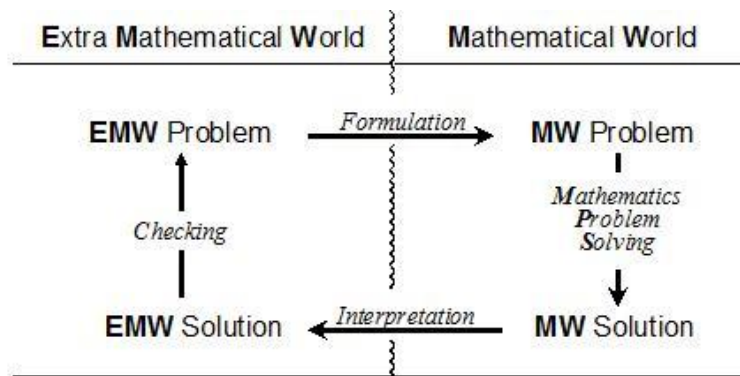 Extra Mathematical World
Mathematical World
EMW Problem
Formulation
MW Problem
Checking
Mathematics
Problem
Solving
EMW Solution
Interpretation
MW Solution